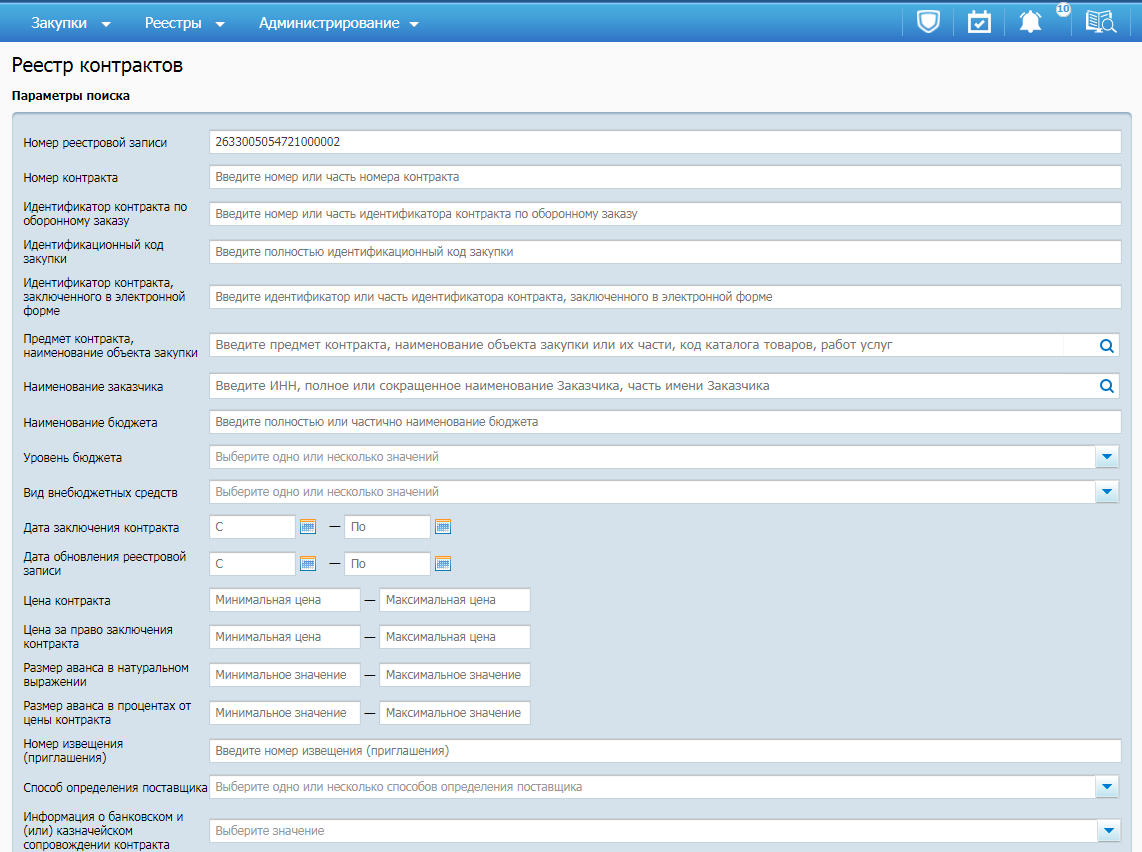 Закупки Реестры Администрирование 10
Реестр контрактов
Параметры поиска
Номер реестровой записи 2633005054721000002
Номер контракта Введите номер или часть номера контракта
Идентификатор контракта по
оборонному заказу
Введите номер или часть идентификатора контракта по оборонному заказу
Идентификационный код
закупки
Введите полностью идентификационный код закупки
Идентификатор контракта,
заключенного в электронной
форме
Введите идентификатор или часть идентификатора контракта, заключенного в электронной форме
Предмет контракта,
наименование объекта закупки
Введите предмет контракта, наименование объекта закупки или их части, код каталога товаров, работ услуг
Наименование заказчика Введите ИНН, полное или сокращенное наименование Заказчика, часть имени Заказчика
Наименование бюджета Введите полностью или частично наименование бюджета
Уровень бюджета Выберите одно или несколько значений
Вид внебюджетных средств Выберите одно или несколько значений
Дата заключения контракта С — По
Дата обновления реестровой
записи
С — По
Цена контракта Минимальная цена — Максимальная цена
Цена за право заключения
контракта
Минимальная цена — Максимальная цена
Размер аванса в натуральном
выражении
Минимальное значение — Максимальное значение
Размер аванса в процентах от
цены контракта
Минимальное значение — Максимальное значение
Номер извещения
(приглашения)
Введите номер извещения (приглашения)
Способ определения поставщика Выберите одно или несколько способов определения поставщика
Информация о банковском и
(или) казначейском
сопровождении контракта
Выберите значение